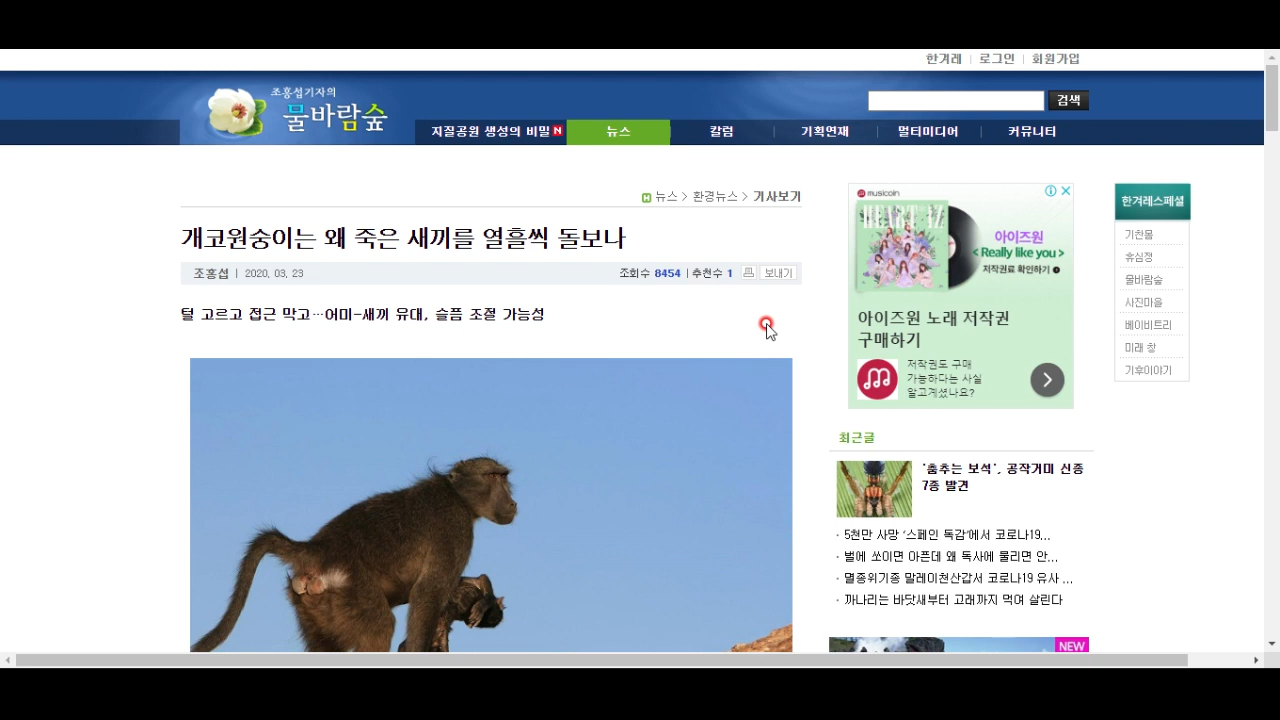 한겨레 | 로그인 | 회원가입
조홍섭기자의
물바람숲
검색
지질공원 생성의 비밀 N
뉴스
칼럼
기획연재
멀티미디어
커뮤니티
H 뉴스 > 환경뉴스 > 기사보기
개코원숭이는 왜 죽은 새끼를 열흘씩 돌보나
조홍섭 | 2020. 03. 23
조회수 8454 | 추천수 1
보내기
털 고르고 접근 막고…어미-새끼 유대, 슬픔 조절 가능성
musicoin
아이즈원
< Really like you >
저작권료 확인하기
아이즈원 노래 저작권
구매하기
저작권도 구매
가능하다는 사실
알고계셨나요?
최근글
'춤추는 보석', 공작거미 신종
7종 발견
· 5천만 사망 '스페인 독감'에서 코로나19...
· 벌에 쏘이면 아픈데 왜 독사에 물리면 안...
· 멸종위기종 말레이천산갑서 코로나19 유사 ...
· 까나리는 바닷새부터 고래까지 먹여 살린다
NEW
한겨레스페셜
기찬몰
휴심정
물바람숲
사진마을
베이비트리
미래 창
기후이야기